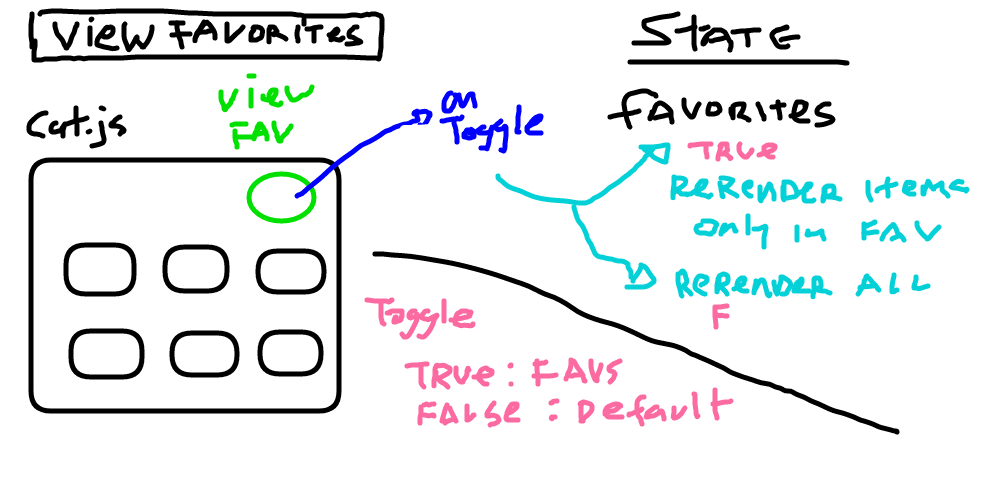 VIEW FAVORITES
STATE
Cat.js
VIEW
FAV
on
Toggle
FAVORITES
TRUE
RERENDER ITEMS
only in FAV
RERENDER ALL
F
Toggle
TRUE : FAVS
FALSE : Default